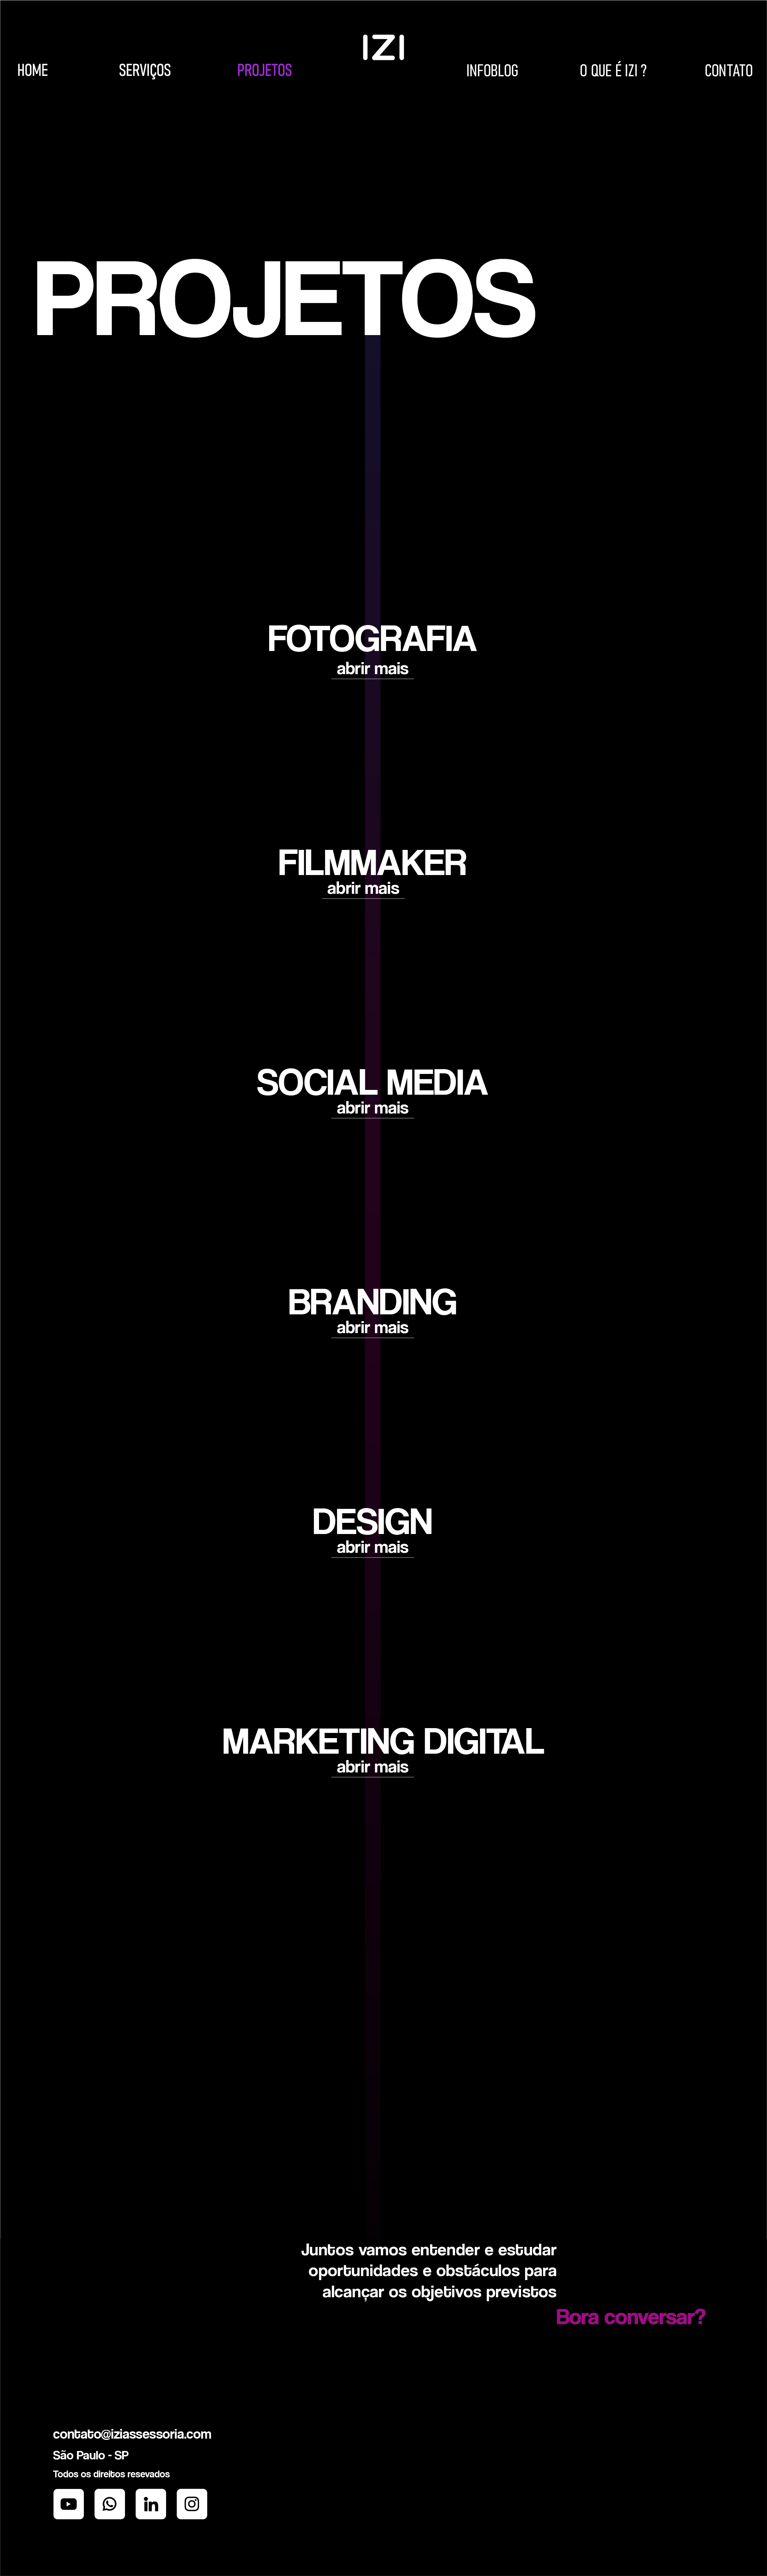 IZI
HOME SERVIÇOS PROJETOS INFOBLOG O QUE É IZI ? CONTATO
PROJETOS
FOTOGRAFIA
abrir mais
FILMMAKER
abrir mais
SOCIAL MEDIA
abrir mais
BRANDING
abrir mais
DESIGN
abrir mais
MARKETING DIGITAL
abrir mais
Juntos vamos entender e estudar
oportunidades e obstáculos para
alcançar os objetivos previstos
Bora conversar?
contato@iziassessoria.com
São Paulo - SP
Todos os direitos resevados